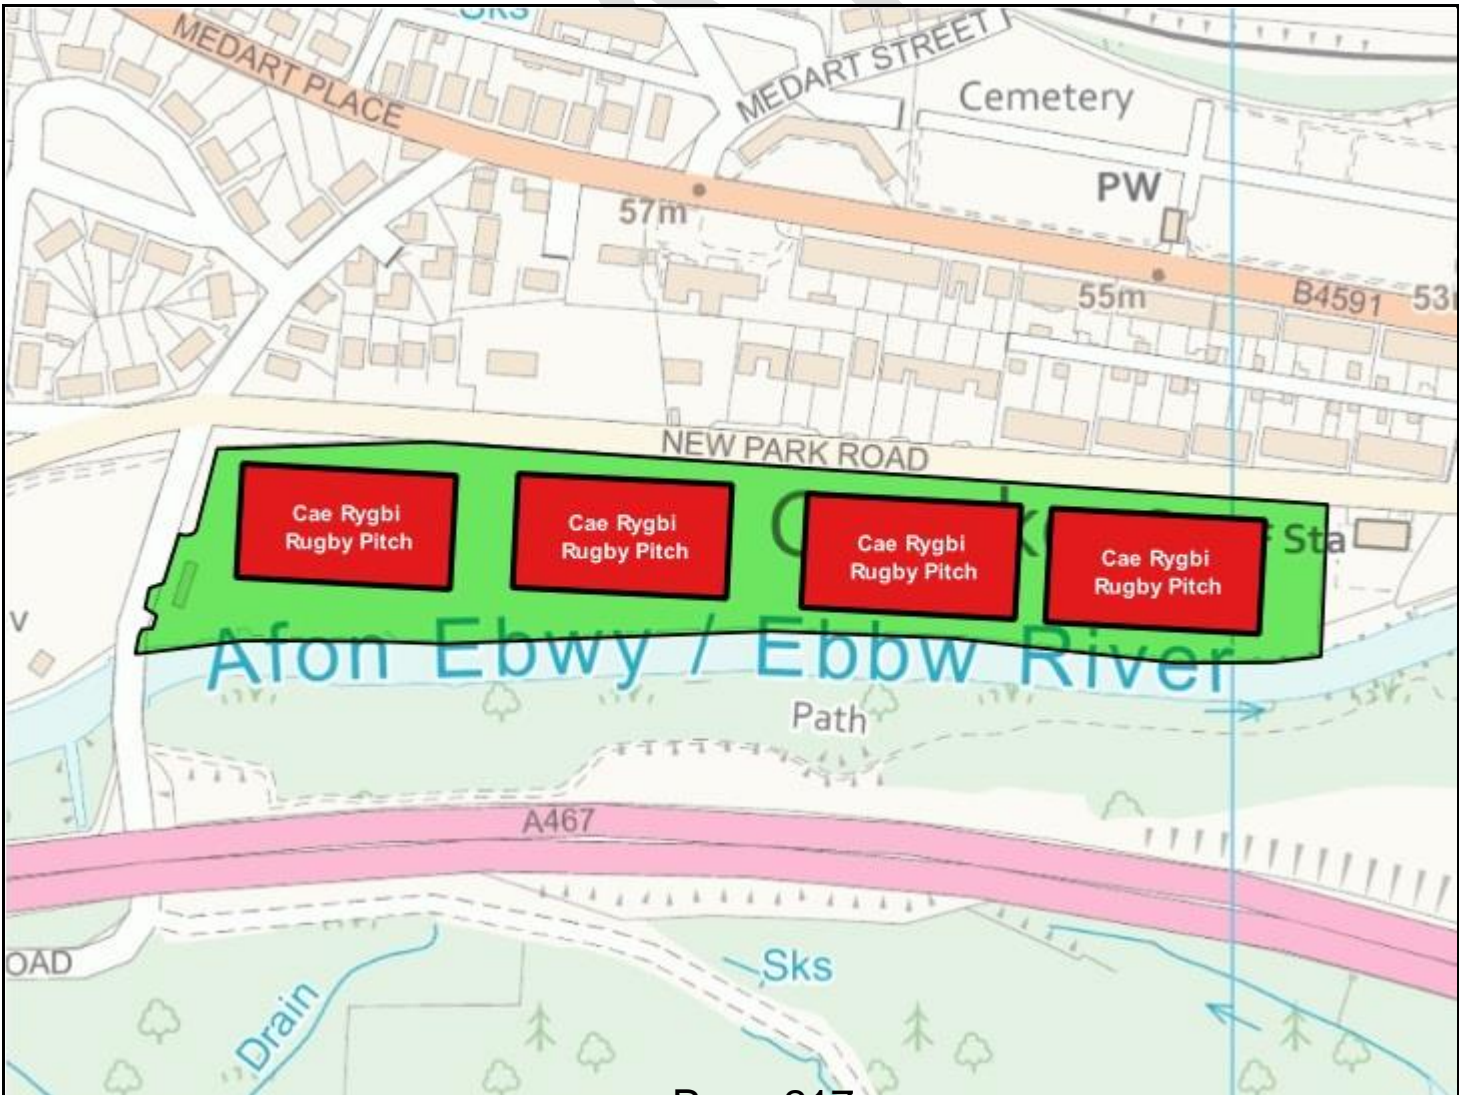 Sks
MEDART PLACE
MEDART STREET
Cemetery
PW
57m
55m
B4591
NEW PARK ROAD
Cae Rygbi
Rugby Pitch
Cae Rygbi
Rugby Pitch
Cae Rygbi
Rugby Pitch
Cae Rygbi
Rugby Pitch
Sta
Afon Ebwy / Ebbw River
Path
A467
OAD
Sks
Drain